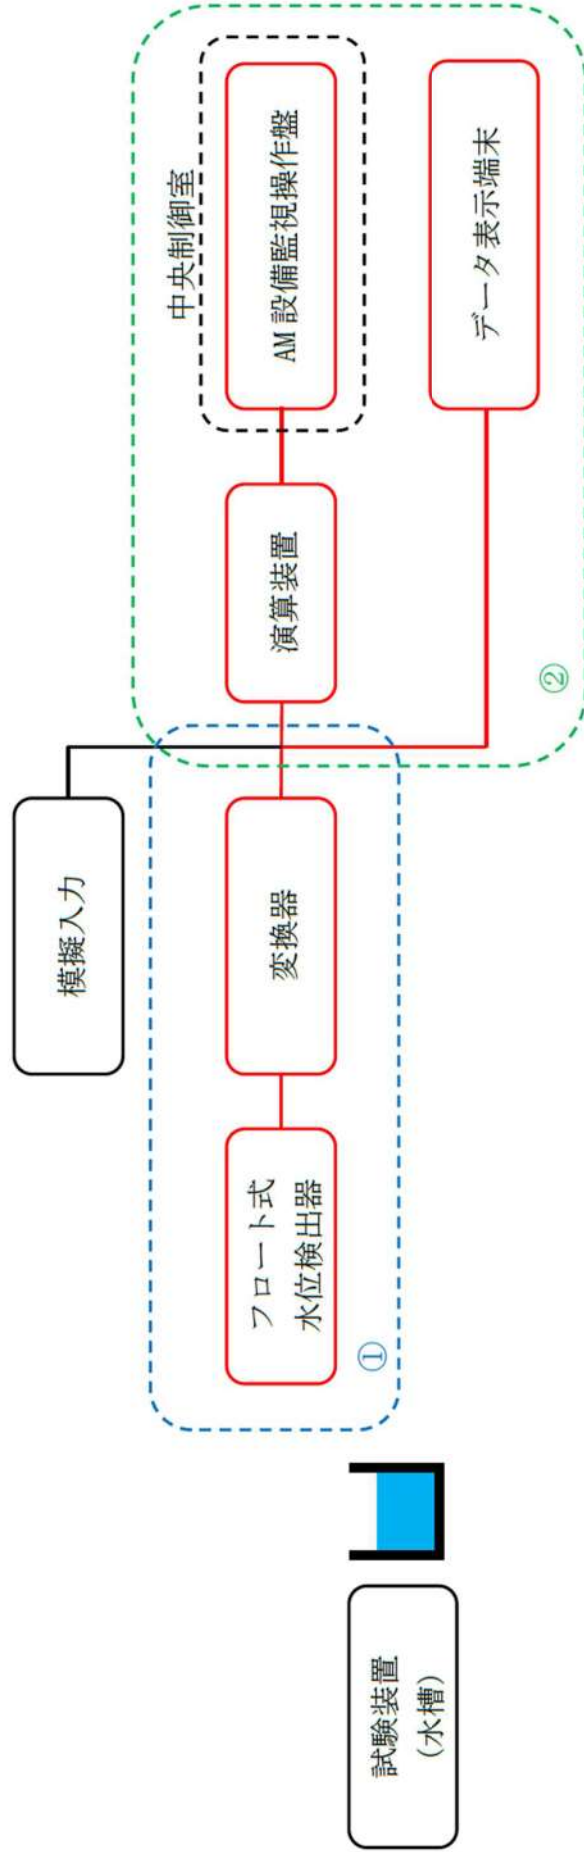 模擬入力
中央制御室
フロート式
水位検出器
変換器
演算装置
AM 設備監視操作盤
データ表示端末
①
②
試験装置
(水槽)